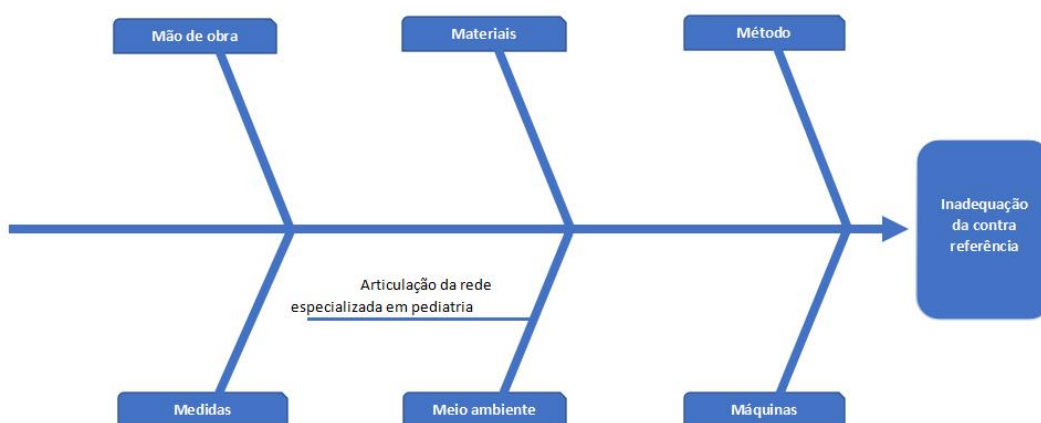 Mão de obra
Materiais
Método
Inadequação
da contra
referência
Articulação da rede
especializada em pediatria
Medidas
Meio ambiente
Máquinas